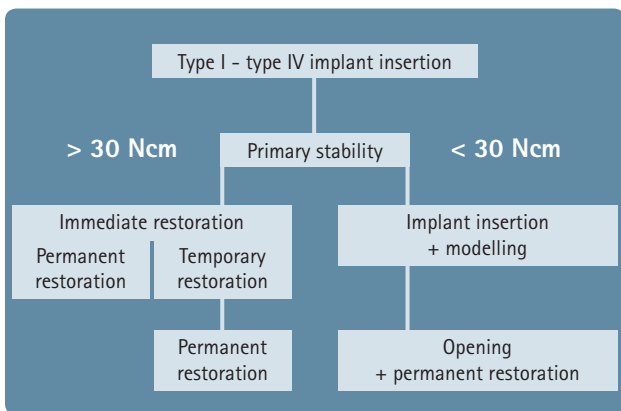 Type I - type IV implant insertion
> 30 Ncm
Primary stability
< 30 Ncm
Immediate restoration
Permanent
restoration
Temporary
restoration
Permanent
restoration
Implant insertion
+ modelling
Opening
+ permanent restoration